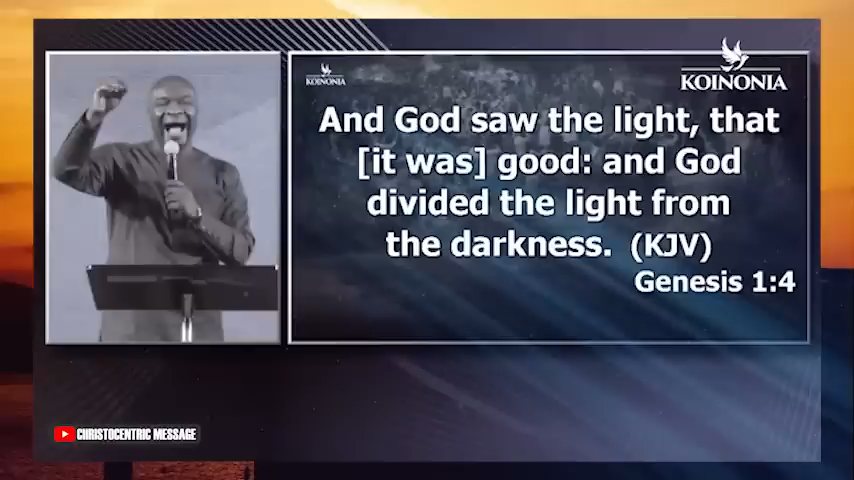 KOINONIA
KOINONIA
And God saw the light, that
[it was] good: and God
divided the light from
the darkness. (KJV)
Genesis 1:4
CHRISTOCENTRIC MESSAGE